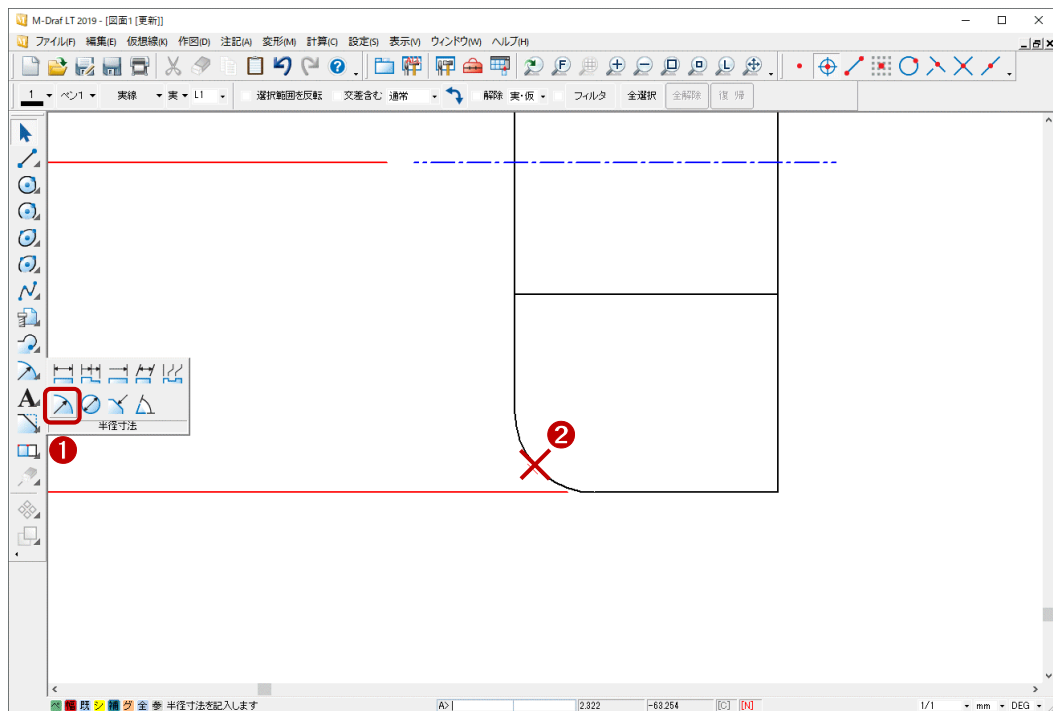 M-Draf LT 2019 - [図面1 [更新]]
ファイル(F) 編集(E) 仮想線(K) 作図(D) 注記(A) 変形(M) 計算(C) 設定(S) 表示(V) ウィンドウ(W) ヘルプ(H)
1 ペン1 実線 実 L1 選択範囲を反転 交差含む 通常 解除 実・仮 フィルタ 全選択 全解除 復帰
半径寸法
1
2
ペ 幅 既 シ 補 グ 全 参 半径寸法を記入します A> 2.322 -63.254 [C] [N] 1/1 mm DEG